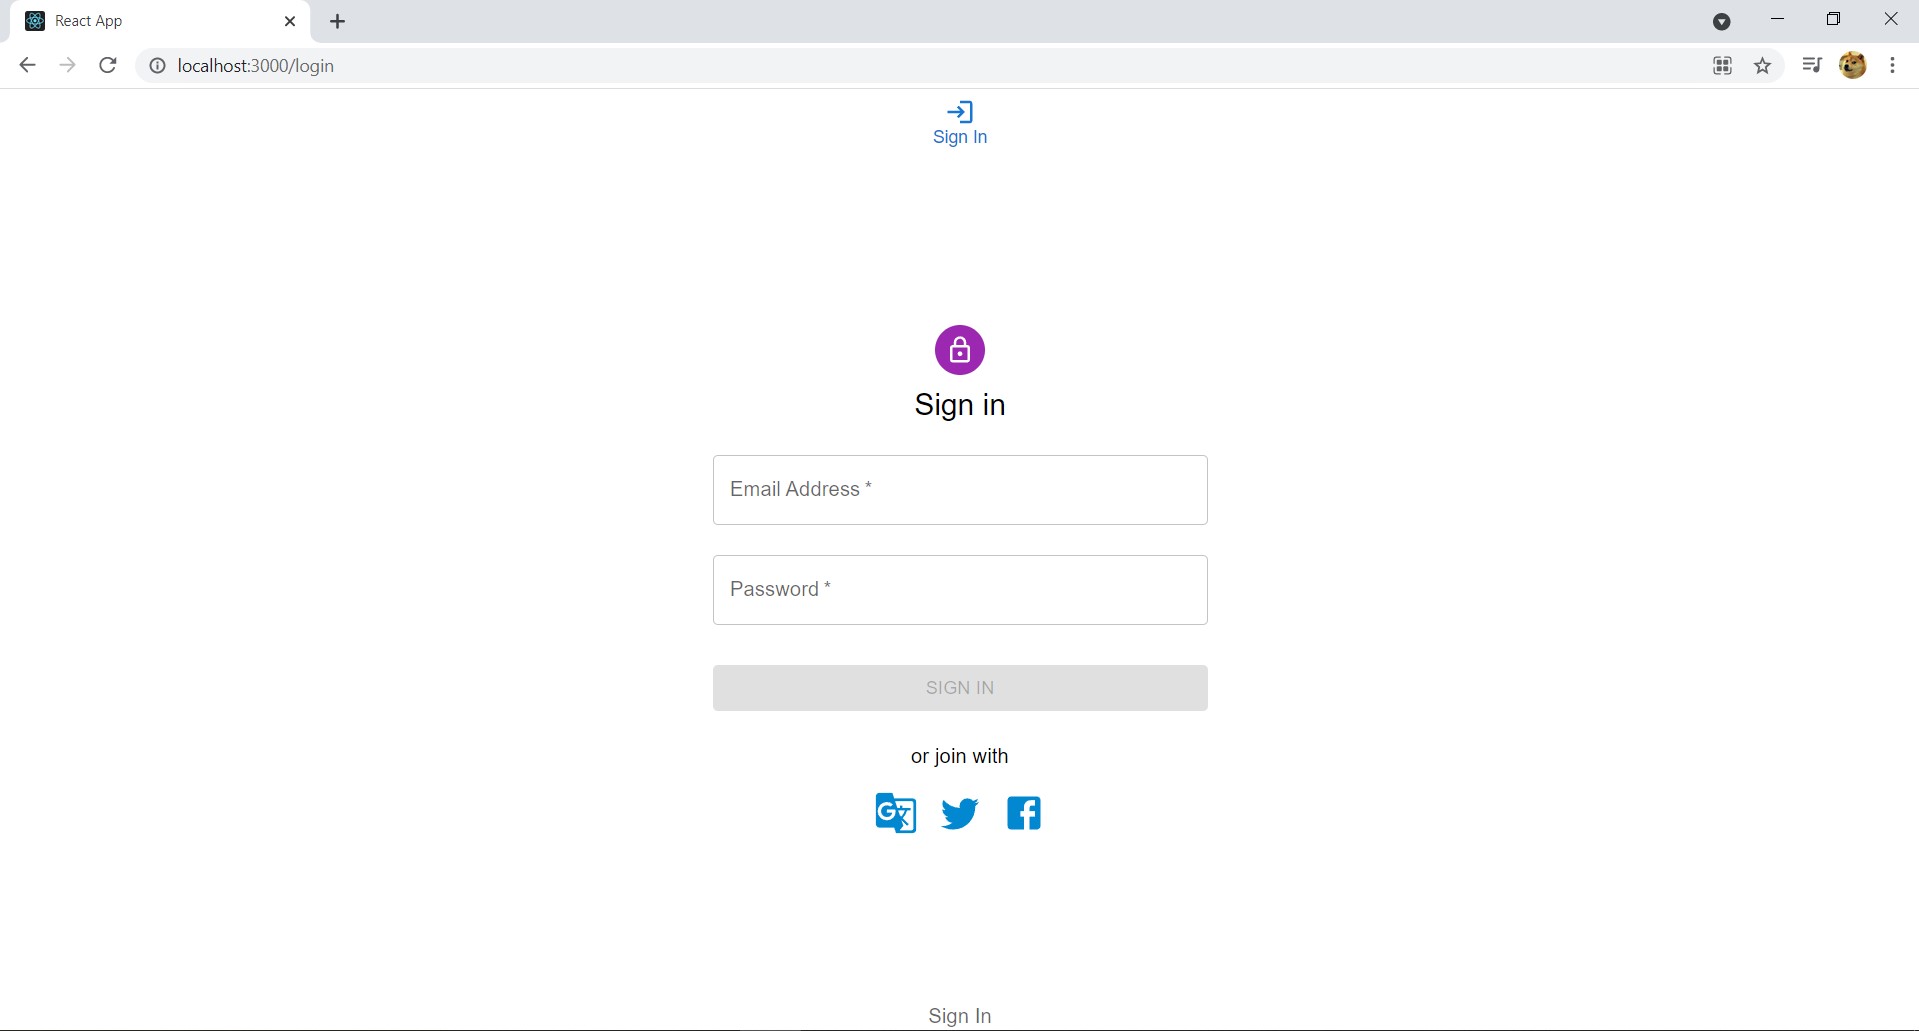 React App
localhost:3000/login
Sign In
Sign in
Email Address *
Password *
SIGN IN
or join with
Sign In